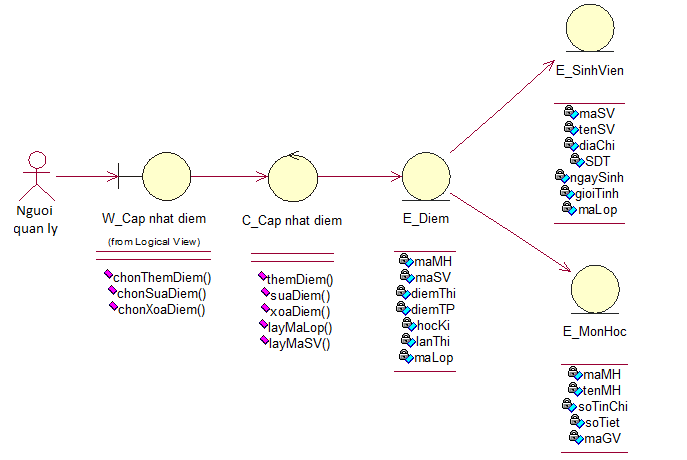 Nguoi
quan ly
W_Cap nhat diem
(from Logical View)
chonThemDiem()
chonSuaDiem()
chonXoaDiem()
C_Cap nhat diem
themDiem()
suaDiem()
xoaDiem()
layMaLop()
layMaSV()
E_Diem
maMH
maSV
diemThi
diemTP
hocKi
lanThi
maLop
E_SinhVien
maSV
tenSV
diaChi
SDT
ngaySinh
gioiTinh
maLop
E_MonHoc
maMH
tenMH
soTinChi
soTiet
maGV